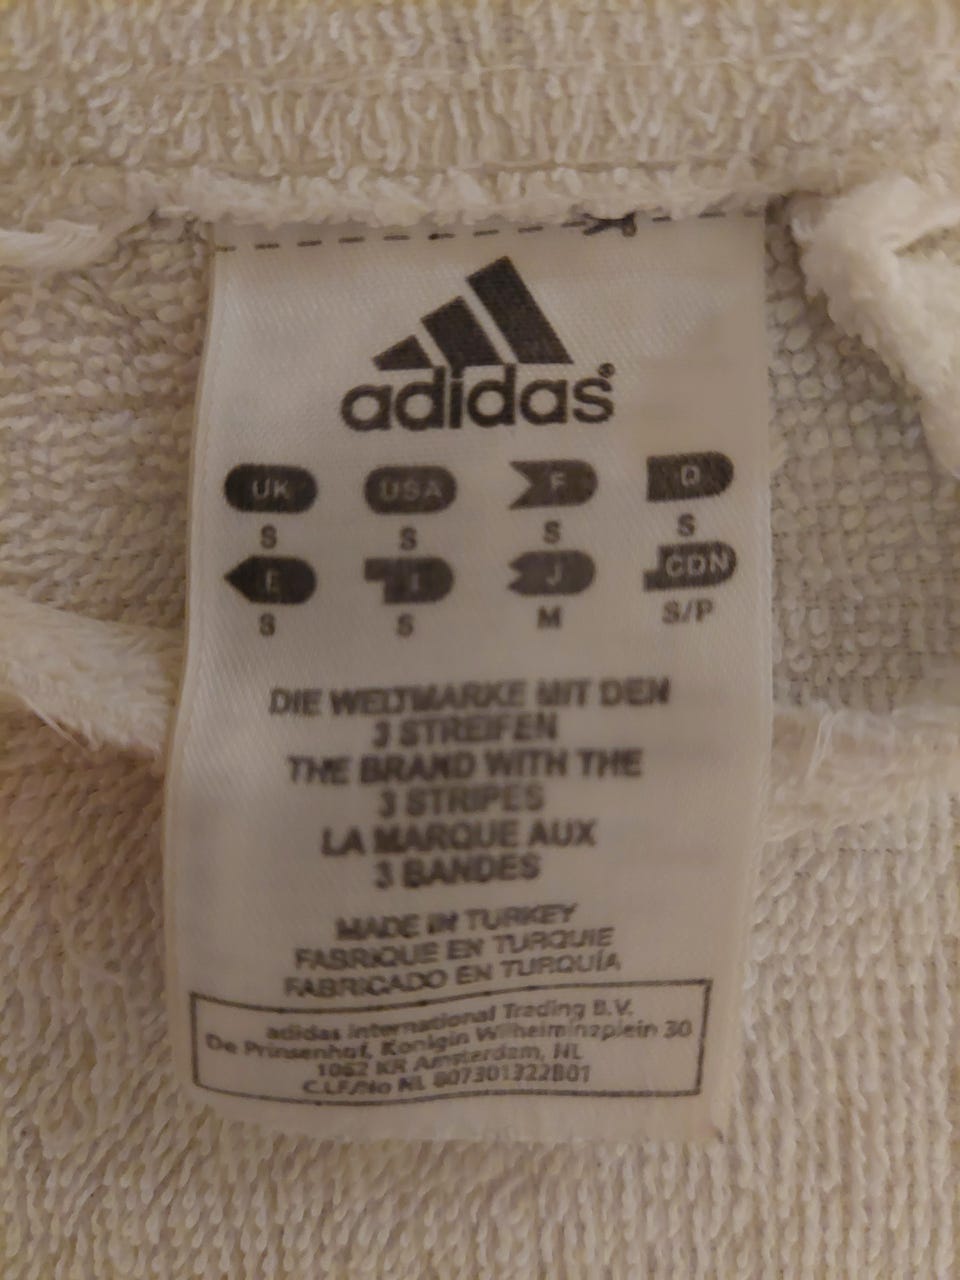 adidas®
UK USA F D
S S S S
E I J CDN
S S M S/P
DIE WELTMARKE MIT DEN
3 STREIFEN
THE BRAND WITH THE
3 STRIPES
LA MARQUE AUX
3 BANDES
MADE IN TURKEY
FABRIQUE EN TURQUIE
FABRICADO EN TURQUÍA
adidas International Trading B.V.
De Prinsenhof, Konigin Wilhelminaplein 30
1062 KR Amsterdam, NL
C.I.F./No NL 807301322B01